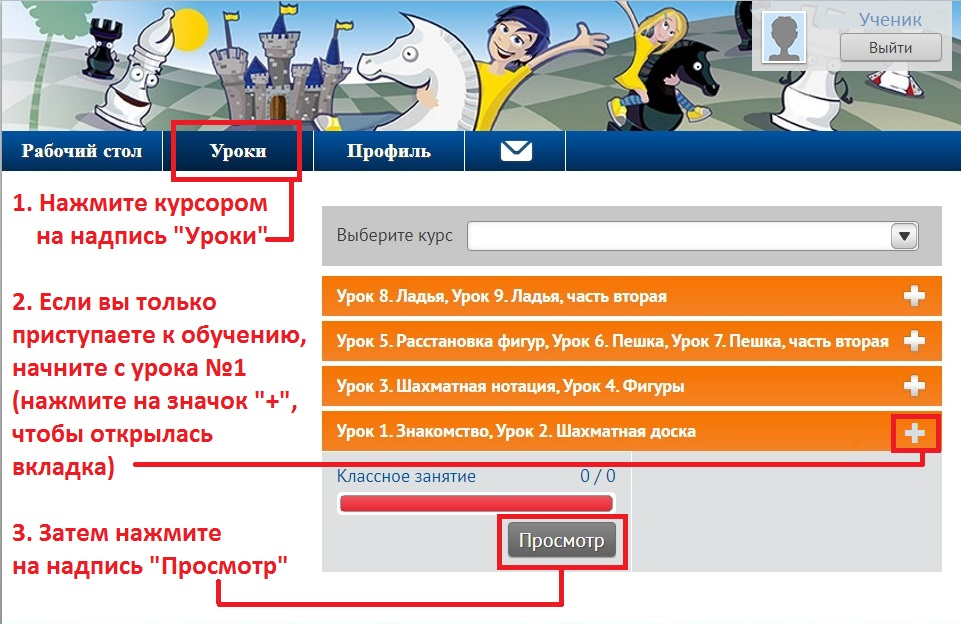 Ученик
Выйти
Рабочий стол
Уроки
Профиль
1. Нажмите курсором
на надпись "Уроки"
Выберите курс
2. Если вы только
приступаете к обучению,
начните с урока №1
(нажмите на значок "+",
чтобы открылась
вкладка)
Урок 8. Ладья, Урок 9. Ладья, часть вторая
Урок 5. Расстановка фигур, Урок 6. Пешка, Урок 7. Пешка, часть вторая
Урок 3. Шахматная нотация, Урок 4. Фигуры
Урок 1. Знакомство, Урок 2. Шахматная доска
Классное занятие 0 / 0
Просмотр
3. Затем нажмите
на надпись "Просмотр"